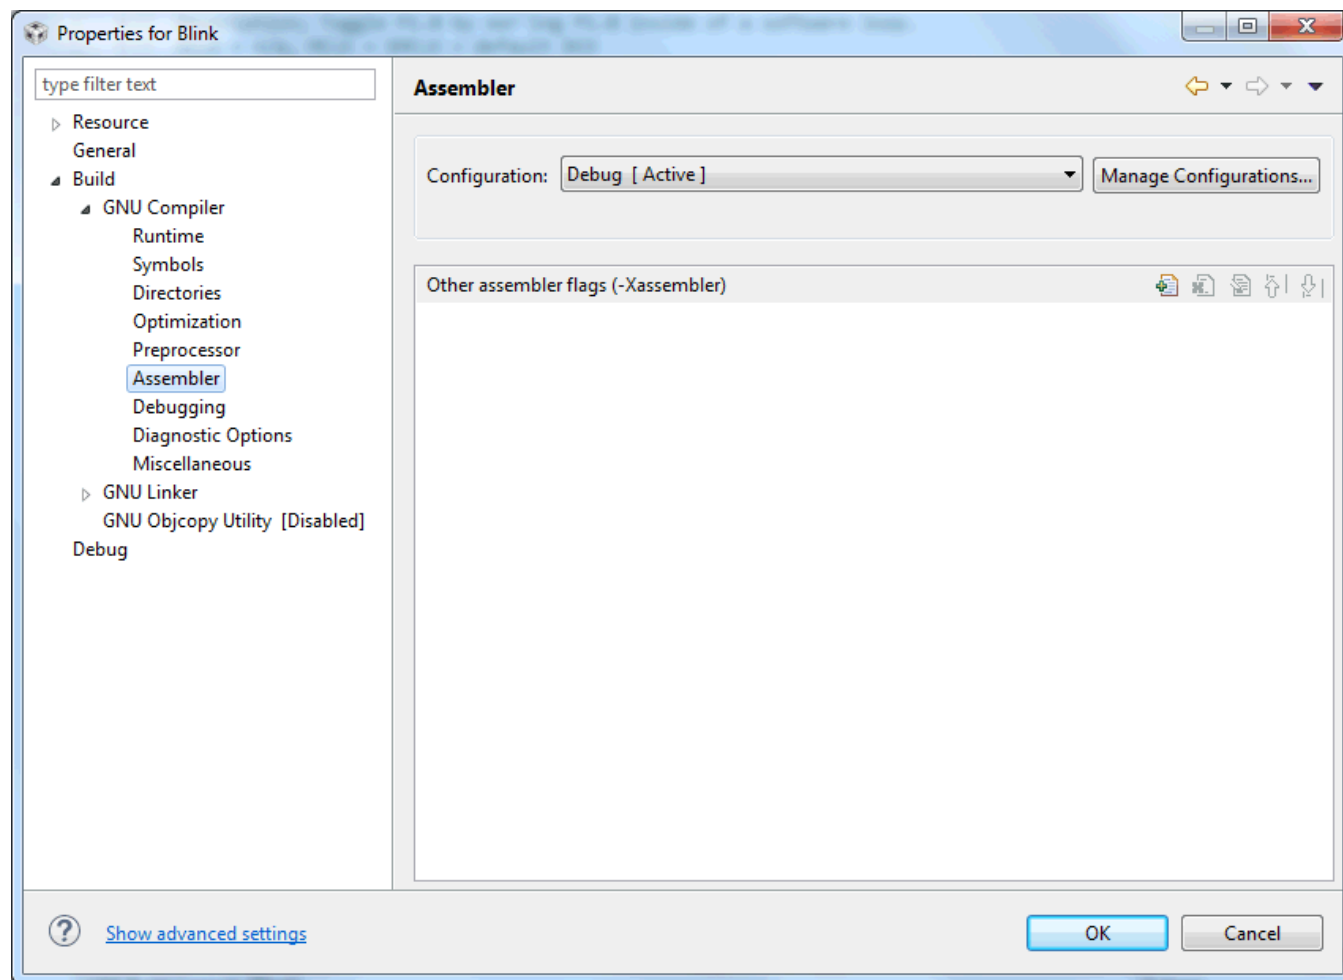 Properties for Blink
type filter text
Resource
General
Build
GNU Compiler
Runtime
Symbols
Directories
Optimization
Preprocessor
Assembler
Debugging
Diagnostic Options
Miscellaneous
GNU Linker
GNU Objcopy Utility [Disabled]
Debug
Assembler
Configuration: Debug [ Active ] Manage Configurations...
Other assembler flags (-Xassembler)
Show advanced settings
OK Cancel